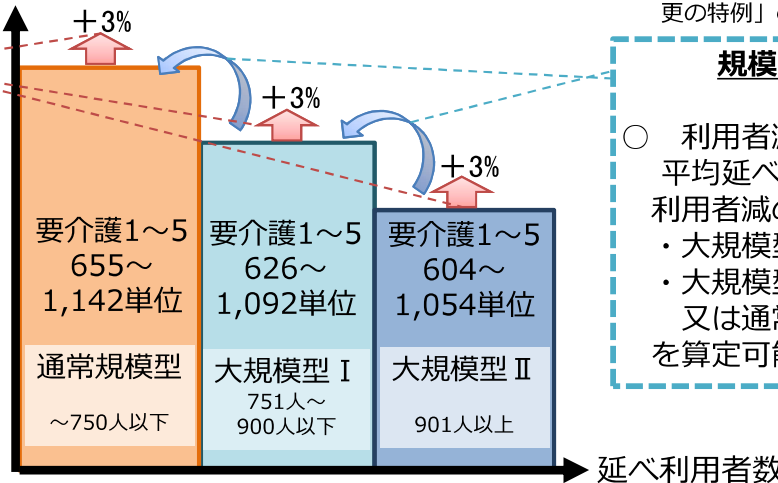 更の特例」
＋3%
＋3%
＋3%
要介護1～5
655～
1,142単位
通常規模型
～750人以下
要介護1～5
626～
1,092単位
大規模型Ⅰ
751人～
900人以下
要介護1～5
604～
1,054単位
大規模型Ⅱ
901人以上
延べ利用者数
規模
○ 利用者減
平均延べ
利用者減の
・大規模型
・大規模型
又は通常
を算定可能